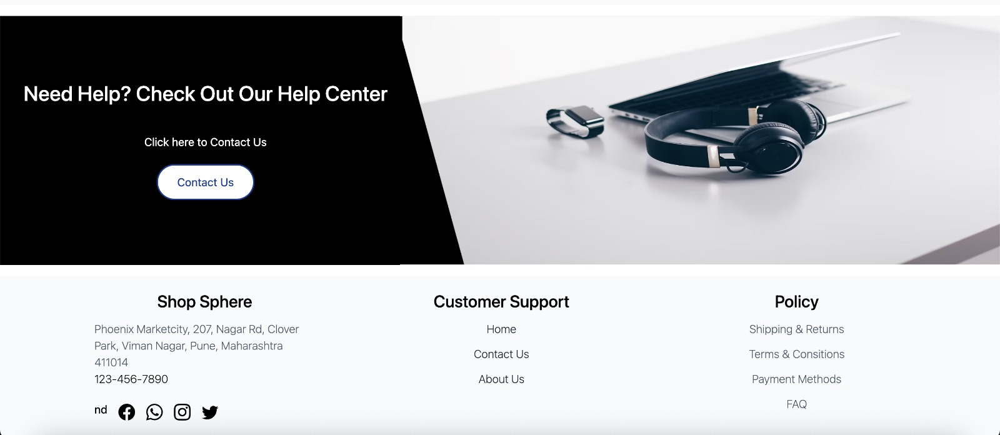 Need Help? Check Out Our Help Center
Click here to Contact Us
Contact Us
Shop Sphere
Phoenix Marketcity, 207, Nagar Rd, Clover
Park, Viman Nagar, Pune, Maharashtra
411014
123-456-7890
nd
Customer Support
Home
Contact Us
About Us
Policy
Shipping & Returns
Terms & Consitions
Payment Methods
FAQ